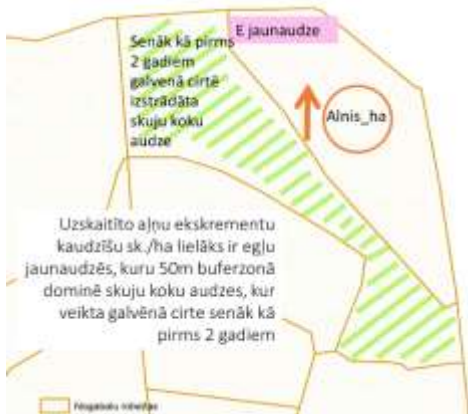 E jaunaudze
Senāk kā pirms
2 gadiem
galvenā cirtē
izstrādāta
skuju koku
audze
Alnis_ha
Uzskaitīto aļņu ekskrementu
kaudzīšu sk./ha lielāks ir egļu
jaunaudzēs, kuru 50m buferzonā
dominē skuju koku audzes, kur
veikta galvēnā cirte senāk kā
pirms 2 gadiem